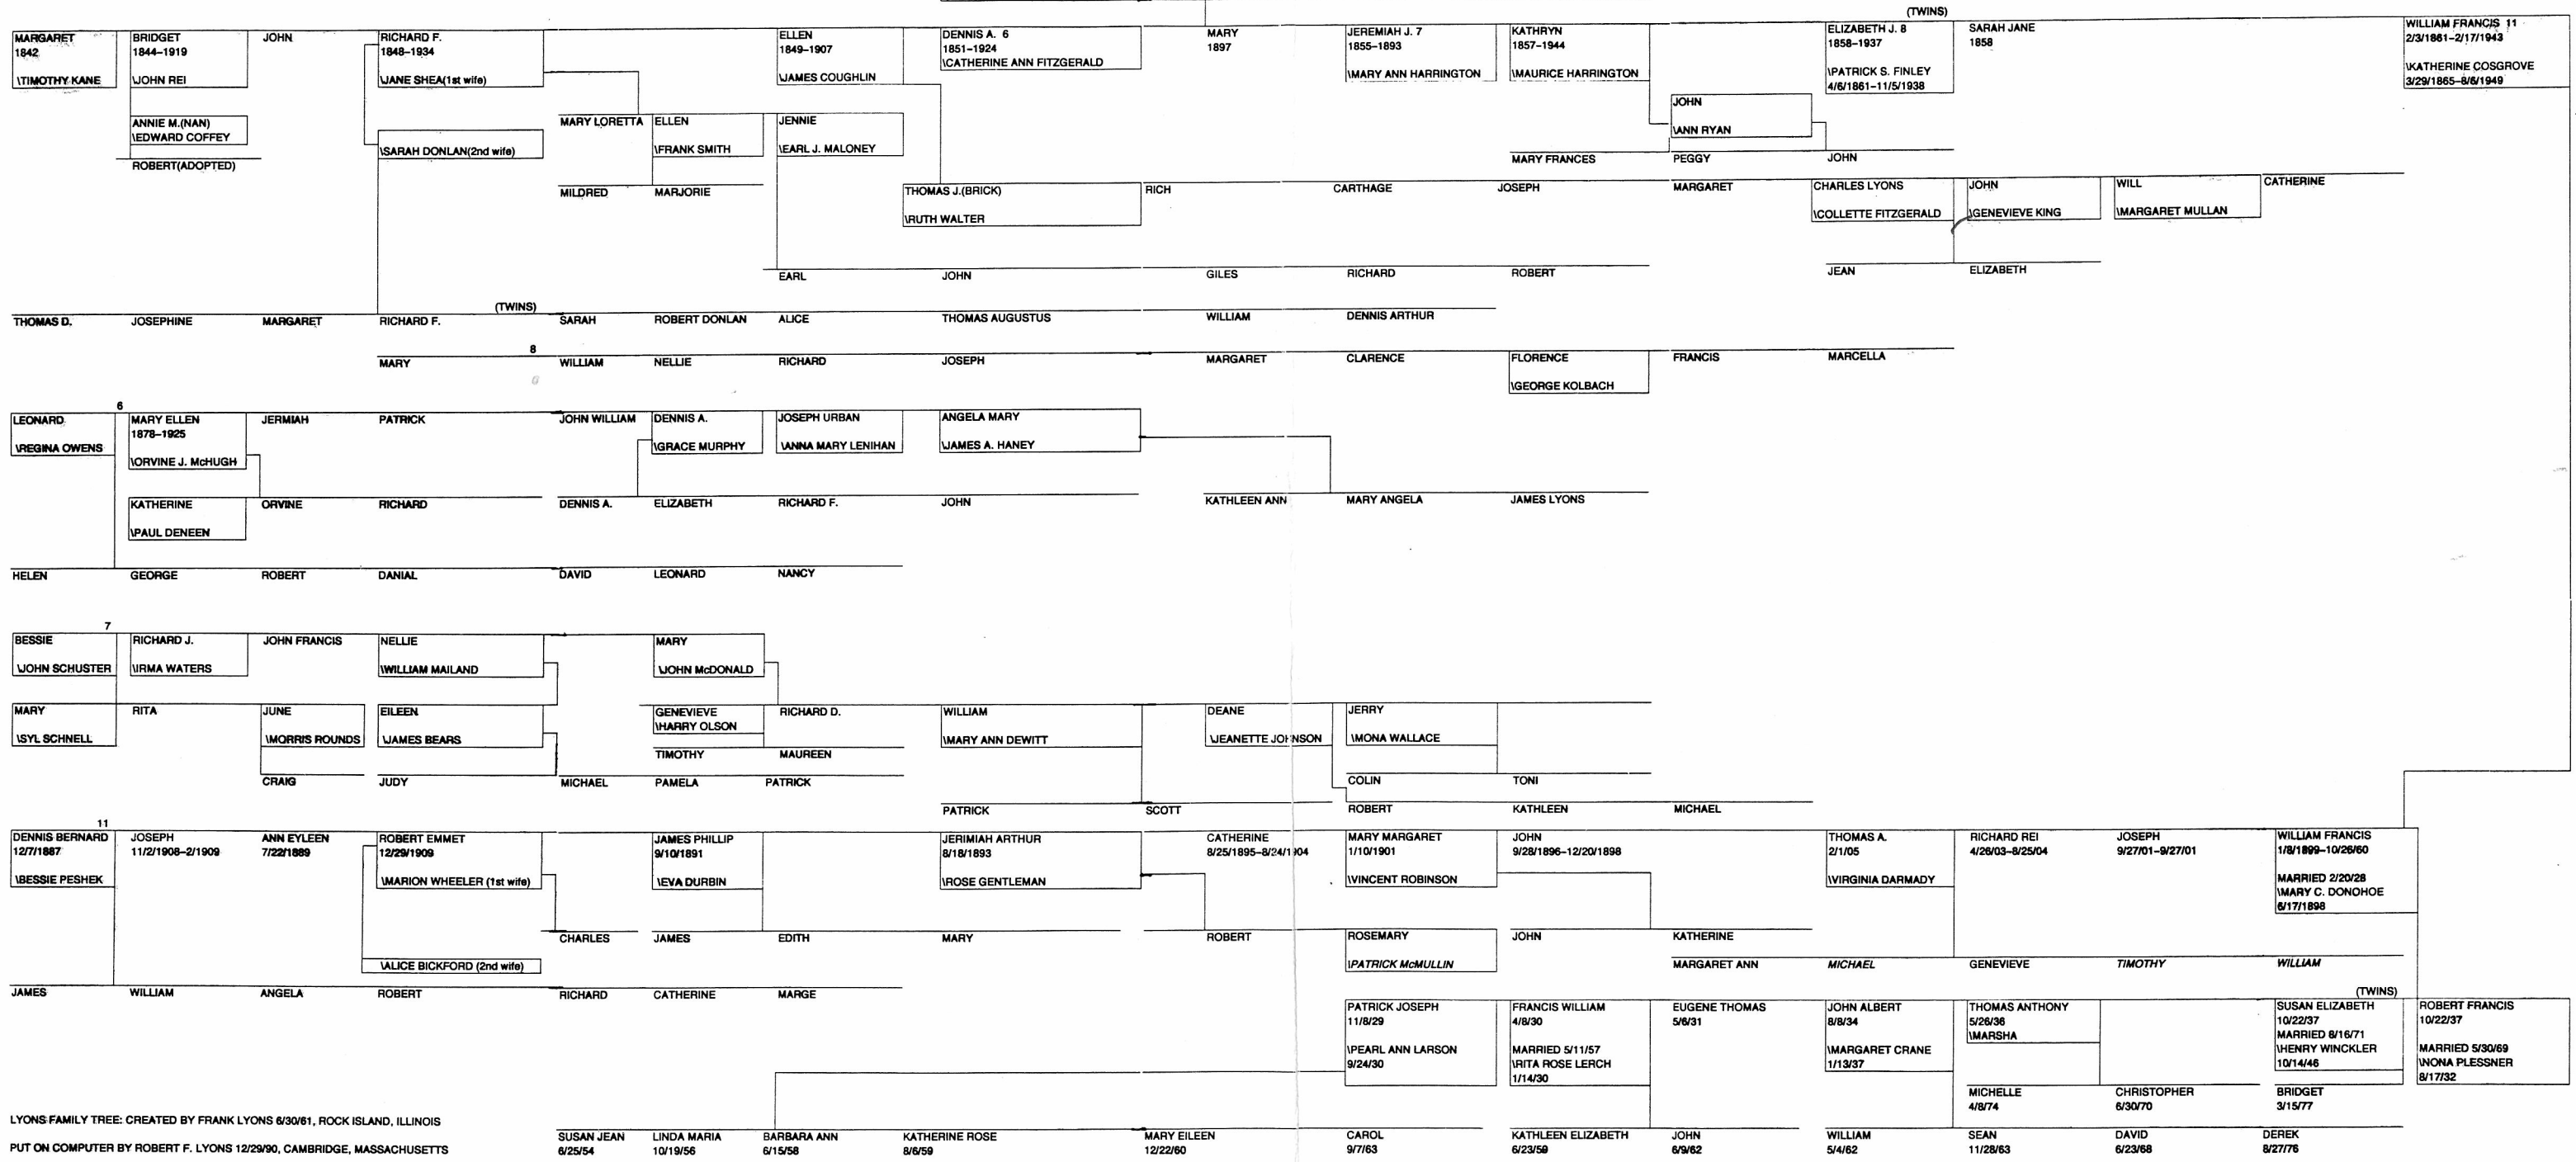 (TWINS)
MARGARET
1842
\TIMOTHY KANE
BRIDGET
1844-1919
\JOHN REI
JOHN
RICHARD F.
1848-1934
\JANE SHEA(1st wife)
ELLEN
1849-1907
\JAMES COUGHLIN
DENNIS A. 6
1851-1924
\CATHERINE ANN FITZGERALD
MARY
1897
JEREMIAH J. 7
1855-1893
\MARY ANN HARRINGTON
KATHRYN
1857-1944
\MAURICE HARRINGTON
ELIZABETH J. 8
1858-1937
\PATRICK S. FINLEY
4/6/1861-11/5/1938
SARAH JANE
1858
WILLIAM FRANCIS 11
2/3/1861-2/17/1943
\KATHERINE COSGROVE
3/29/1865-8/6/1949
JOHN
\ANN RYAN
ANNIE M.(NAN)
\EDWARD COFFEY
\SARAH DONLAN(2nd wife)
MARY LORETTA
ELLEN
\FRANK SMITH
JENNIE
\EARL J. MALONEY
ROBERT(ADOPTED)
MARY FRANCES
PEGGY
JOHN
MILDRED
MARJORIE
THOMAS J.(BRICK)
\RUTH WALTER
RICH
CARTHAGE
JOSEPH
MARGARET
CHARLES LYONS
\COLLETTE FITZGERALD
JOHN
\GENEVIEVE KING
WILL
\MARGARET MULLAN
CATHERINE
EARL
JOHN
GILES
RICHARD
ROBERT
JEAN
ELIZABETH
(TWINS)
THOMAS D.
JOSEPHINE
MARGARET
RICHARD F.
SARAH
ROBERT DONLAN
ALICE
THOMAS AUGUSTUS
WILLIAM
DENNIS ARTHUR
8
MARY
WILLIAM
NELLIE
RICHARD
JOSEPH
MARGARET
CLARENCE
FLORENCE
\GEORGE KOLBACH
FRANCIS
MARCELLA
6
LEONARD
\REGINA OWENS
MARY ELLEN
1878-1925
\ORVINE J. McHUGH
JERMIAH
PATRICK
JOHN WILLIAM
DENNIS A.
\GRACE MURPHY
JOSEPH URBAN
\ANNA MARY LENIHAN
ANGELA MARY
\JAMES A. HANEY
KATHERINE
\PAUL DENEEN
ORVINE
RICHARD
DENNIS A.
ELIZABETH
RICHARD F.
JOHN
KATHLEEN ANN
MARY ANGELA
JAMES LYONS
HELEN
GEORGE
ROBERT
DANIAL
DAVID
LEONARD
NANCY
7
BESSIE
\JOHN SCHUSTER
RICHARD J.
\IRMA WATERS
JOHN FRANCIS
NELLIE
\WILLIAM MAILAND
MARY
\JOHN McDONALD
MARY
\SYL SCHNELL
RITA
JUNE
\MORRIS ROUNDS
EILEEN
\JAMES BEARS
GENEVIEVE
\HARRY OLSON
RICHARD D.
WILLIAM
\MARY ANN DEWITT
DEANE
\JEANETTE JOHNSON
JERRY
\MONA WALLACE
TIMOTHY
MAUREEN
CRAIG
JUDY
MICHAEL
PAMELA
PATRICK
COLIN
TONI
PATRICK
SCOTT
ROBERT
KATHLEEN
MICHAEL
11
DENNIS BERNARD
12/7/1887
\BESSIE PESHEK
JOSEPH
11/2/1908-2/1909
ANN EYLEEN
7/22/1889
ROBERT EMMET
12/29/1909
\MARION WHEELER (1st wife)
JAMES PHILLIP
9/10/1891
\EVA DURBIN
JERIMIAH ARTHUR
8/18/1893
\ROSE GENTLEMAN
CATHERINE
8/25/1895-8/24/1904
MARY MARGARET
1/10/1901
\VINCENT ROBINSON
JOHN
9/28/1896-12/20/1898
THOMAS A.
2/1/05
\VIRGINIA DARMADY
RICHARD REI
4/26/03-8/25/04
JOSEPH
9/27/01-9/27/01
WILLIAM FRANCIS
1/8/1899-10/26/60
MARRIED 2/20/28
\MARY C. DONOHOE
6/17/1898
CHARLES
JAMES
EDITH
MARY
ROBERT
ROSEMARY
\PATRICK McMULLIN
JOHN
KATHERINE
\ALICE BICKFORD (2nd wife)
MARGARET ANN
MICHAEL
GENEVIEVE
TIMOTHY
WILLIAM
JAMES
WILLIAM
ANGELA
ROBERT
RICHARD
CATHERINE
MARGE
(TWINS)
PATRICK JOSEPH
11/8/29
\PEARL ANN LARSON
9/24/30
FRANCIS WILLIAM
4/8/30
MARRIED 5/11/57
\RITA ROSE LERCH
1/14/30
EUGENE THOMAS
5/6/31
JOHN ALBERT
8/8/34
\MARGARET CRANE
1/13/37
THOMAS ANTHONY
5/26/36
\MARSHA
SUSAN ELIZABETH
10/22/37
MARRIED 8/16/71
\HENRY WINCKLER
10/14/46
ROBERT FRANCIS
10/22/37
MARRIED 5/30/69
\NONA PLESSNER
8/17/32
MICHELLE
4/8/74
CHRISTOPHER
6/30/70
BRIDGET
3/15/77
LYONS FAMILY TREE: CREATED BY FRANK LYONS 6/30/61, ROCK ISLAND, ILLINOIS
PUT ON COMPUTER BY ROBERT F. LYONS 12/29/90, CAMBRIDGE, MASSACHUSETTS
SUSAN JEAN
6/25/54
LINDA MARIA
10/19/56
BARBARA ANN
6/15/58
KATHERINE ROSE
8/6/59
MARY EILEEN
12/22/60
CAROL
9/7/63
KATHLEEN ELIZABETH
6/23/59
JOHN
6/9/62
WILLIAM
5/4/62
SEAN
11/28/63
DAVID
6/23/68
DEREK
8/27/76